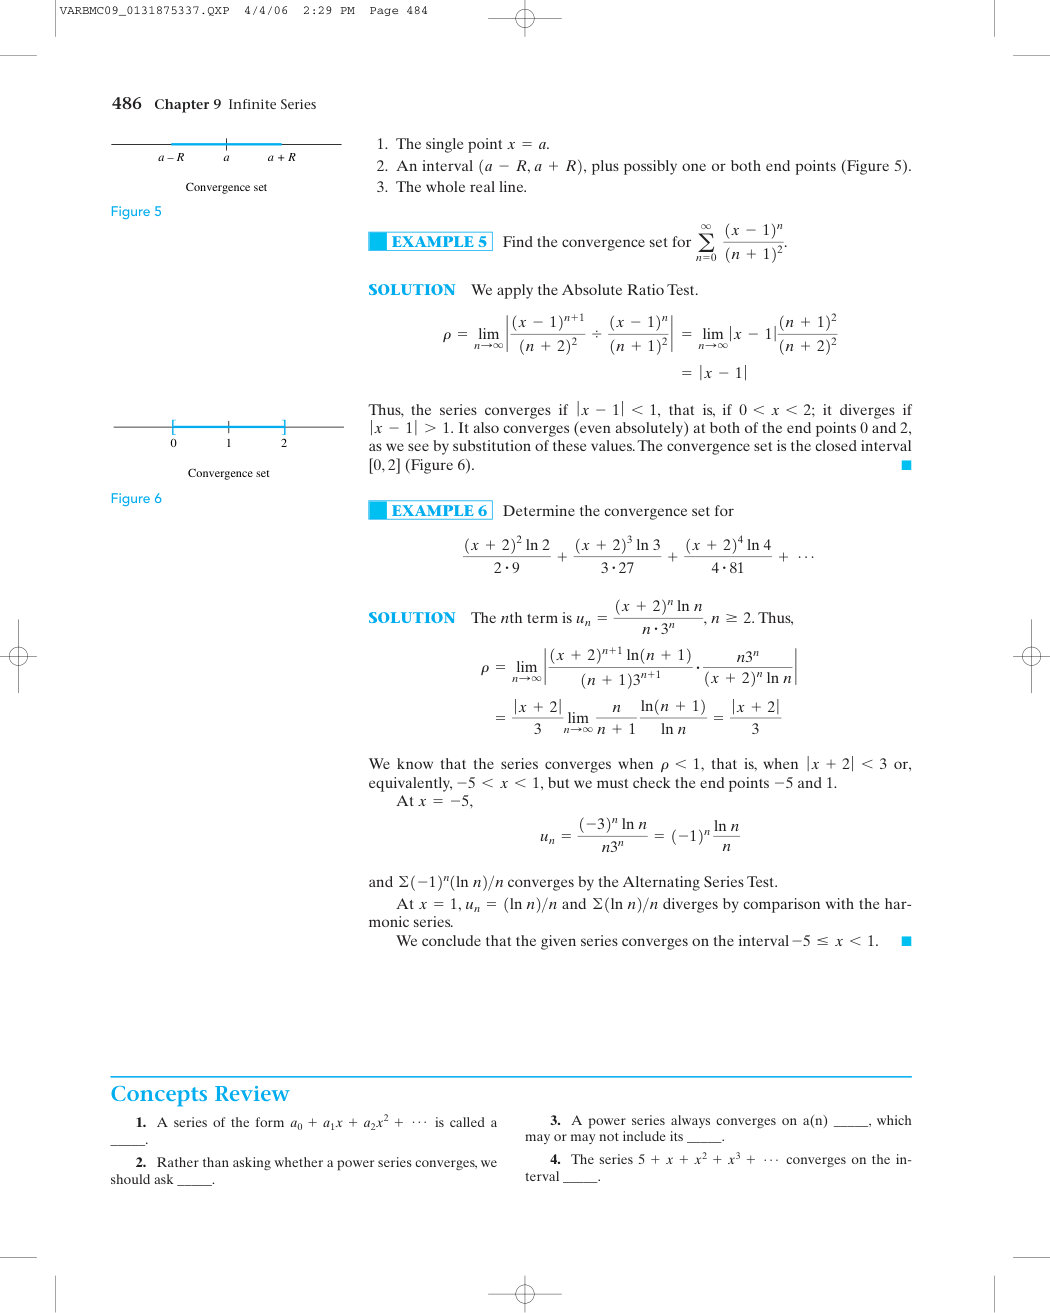 VARBMC09_0131875337.QXP 4/4/06 2:29 PM Page 484
486 Chapter 9 Infinite Series
a – R a a + R
Convergence set
Figure 5
1. The single point x = a.
2. An interval (a − R, a + R), plus possibly one or both end points (Figure 5).
3. The whole real line.
EXAMPLE 5 Find the convergence set for ∑_{n=0}^{∞} (x − 1)^n / (n + 1)^2.
SOLUTION We apply the Absolute Ratio Test.
ρ = lim_{n→∞} | (x − 1)^{n+1} / (n + 2)^2 ÷ (x − 1)^n / (n + 1)^2 | = lim_{n→∞} |x − 1| (n + 1)^2 / (n + 2)^2
= |x − 1|
Thus, the series converges if |x − 1| < 1, that is, if 0 < x < 2; it diverges if
|x − 1| > 1. It also converges (even absolutely) at both of the end points 0 and 2,
as we see by substitution of these values. The convergence set is the closed interval
[0, 2] (Figure 6).
[ ]
0 1 2
Convergence set
Figure 6
EXAMPLE 6 Determine the convergence set for
(x + 2)^2 ln 2 / 2 · 9 + (x + 2)^3 ln 3 / 3 · 27 + (x + 2)^4 ln 4 / 4 · 81 + ···
SOLUTION The nth term is u_n = (x + 2)^n ln n / n · 3^n, n ≥ 2. Thus,
ρ = lim_{n→∞} | (x + 2)^{n+1} ln(n + 1) / (n + 1)3^{n+1} · n3^n / (x + 2)^n ln n |
= |x + 2| / 3 lim_{n→∞} n / n + 1 ln(n + 1) / ln n = |x + 2| / 3
We know that the series converges when ρ < 1, that is, when |x + 2| < 3 or,
equivalently, −5 < x < 1, but we must check the end points −5 and 1.
At x = −5,
u_n = (−3)^n ln n / n3^n = (−1)^n ln n / n
and Σ(−1)^n(ln n)/n converges by the Alternating Series Test.
At x = 1, u_n = (ln n)/n and Σ(ln n)/n diverges by comparison with the har-
monic series.
We conclude that the given series converges on the interval −5 ≤ x < 1.
Concepts Review
1. A series of the form a_0 + a_1x + a_2x^2 + ··· is called a
_____.
2. Rather than asking whether a power series converges, we
should ask _____.
3. A power series always converges on a(n) _____, which
may or may not include its _____.
4. The series 5 + x + x^2 + x^3 + ··· converges on the in-
terval _____.